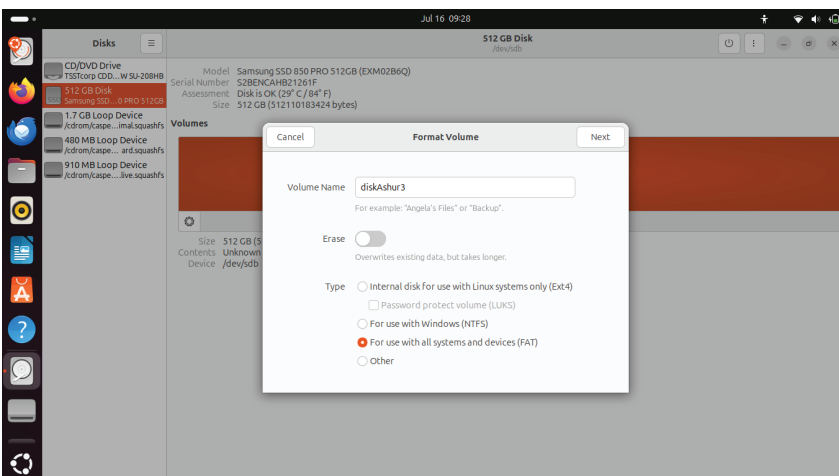 Jul 16 09:28
Disks
512 GB Disk
/dev/sdb
CD/DVD Drive
TSSTcorp CDD... W SU-208HB
512 GB Disk
Samsung SSD...0 PRO 512GB
1.7 GB Loop Device
/cdrom/caspe...imal.squashfs
480 MB Loop Device
/cdrom/caspe... ard.squashfs
910 MB Loop Device
/cdrom/caspe...live.squashfs
Model Samsung SSD 850 PRO 512GB (EXM02B6Q)
Serial Number S2BENCAHB21261F
Assessment Disk is OK (29° C / 84° F)
Size 512 GB (512110183424 bytes)
Volumes
Size 512 GB (5
Contents Unknown
Device /dev/sdb
Cancel
Format Volume
Next
Volume Name diskAshur3
For example: "Angela's Files" or "Backup".
Erase
Overwrites existing data, but takes longer.
Type Internal disk for use with Linux systems only (Ext4)
Password protect volume (LUKS)
For use with Windows (NTFS)
For use with all systems and devices (FAT)
Other